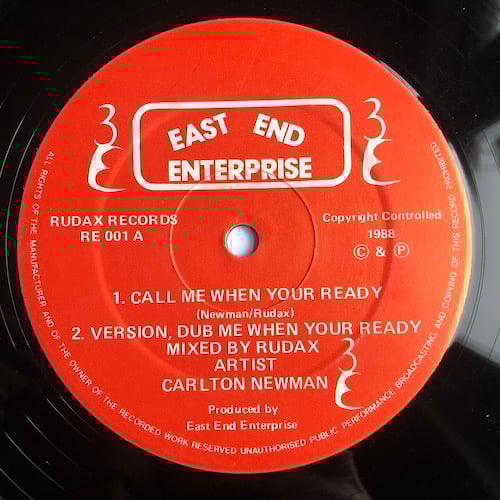 EAST END
ENTERPRISE
RUDAX RECORDS
RE 001 A
Copyright Controlled
1988
© & ℗
1. CALL ME WHEN YOUR READY
(Newman/Rudax)
2. VERSION, DUB ME WHEN YOUR READY
MIXED BY RUDAX
ARTIST
CARLTON NEWMAN
Produced by
East End Enterprise
ALL RIGHTS OF THE MANUFACTURER AND OF THE OWNER OF THE RECORDED WORK RESERVED UNAUTHORISED PUBLIC PERFORMANCE BROADCASTING AND COPYING OF THIS RECORD PROHIBITED